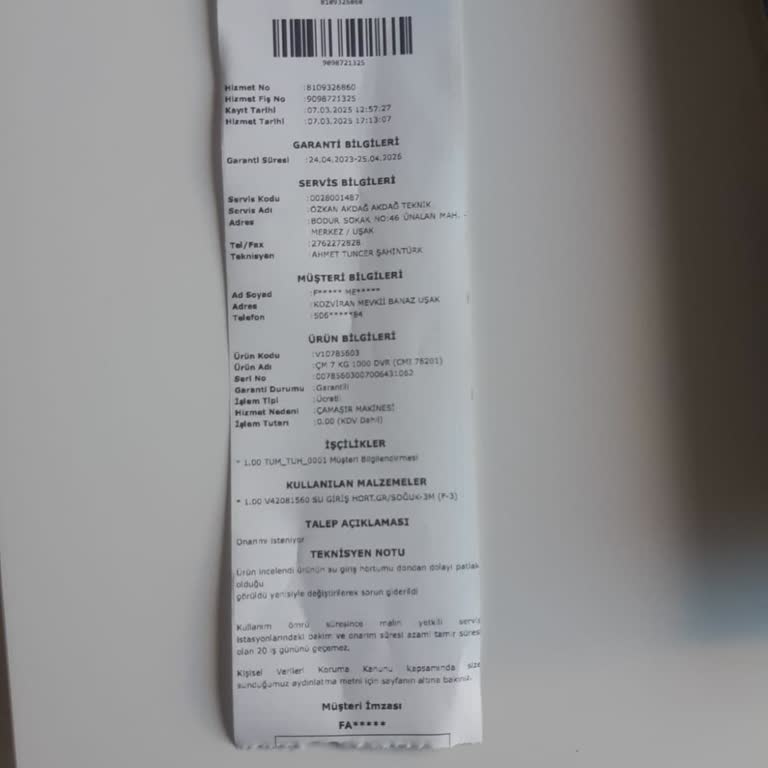 8109326860
9098721325
Hizmet No :8109326860
Hizmet Fiş No :9098721325
Kayıt Tarihi :07.03.2025 12:57:27
Hizmet Tarihi :07.03.2025 17:13:07
GARANTİ BİLGİLERİ
Garanti Süresi :24.04.2023-25.04.2026
SERVİS BİLGİLERİ
Servis Kodu :0028001487
Servis Adı :ÖZKAN AKDAĞ AKDAĞ TEKNİK
Adres :BODUR SOKAK NO:46 ÜNALAN MAH. -
MERKEZ / UŞAK
Tel/Fax :2762272828
Teknisyen :AHMET TUNCER ŞAHİNTÜRK
MÜŞTERİ BİLGİLERİ
Ad Soyad :F***** ME*****
Adres :KOZVİRAN MEVKİİ BANAZ UŞAK
Telefon :506*****84
ÜRÜN BİLGİLERİ
Ürün Kodu :V10785603
Ürün Adı :ÇM 7 KG 1000 DVR (CMI 76201)
Seri No :0078560300700643‎1062
Garanti Durumu :Garantili
İşlem Tipi :Ücretli
Hizmet Nedeni :ÇAMAŞIR MAKİNESİ
İşlem Tutarı :0.00 (KDV Dahil)
İŞÇİLİKLER
* 1.00 TUM_TUH_0001 Müşteri Bilgilendirmesi
KULLANILAN MALZEMELER
* 1.00 V42081560 SU GİRİŞ HORT.GR/SOĞUK-3M (F-3)
TALEP AÇIKLAMASI
Onarımı isteniyor
TEKNİSYEN NOTU
Ürün incelendi ürünün su giriş hortumu dondan dolayı patlak
olduğu
görüldü yenisiyle değiştirilerek sorun giderildi
Kullanım ömrü süresince malın yetkili servis
istasyonlarındaki bakım ve onarım süresi azami tamir süresi
olan 20 iş gününü geçemez.
Kişisel Verileri Koruma Kanunu kapsamında size
sunduğumuz aydınlatma metni için sayfanın altına bakınız.
Müşteri İmzası
FA*****